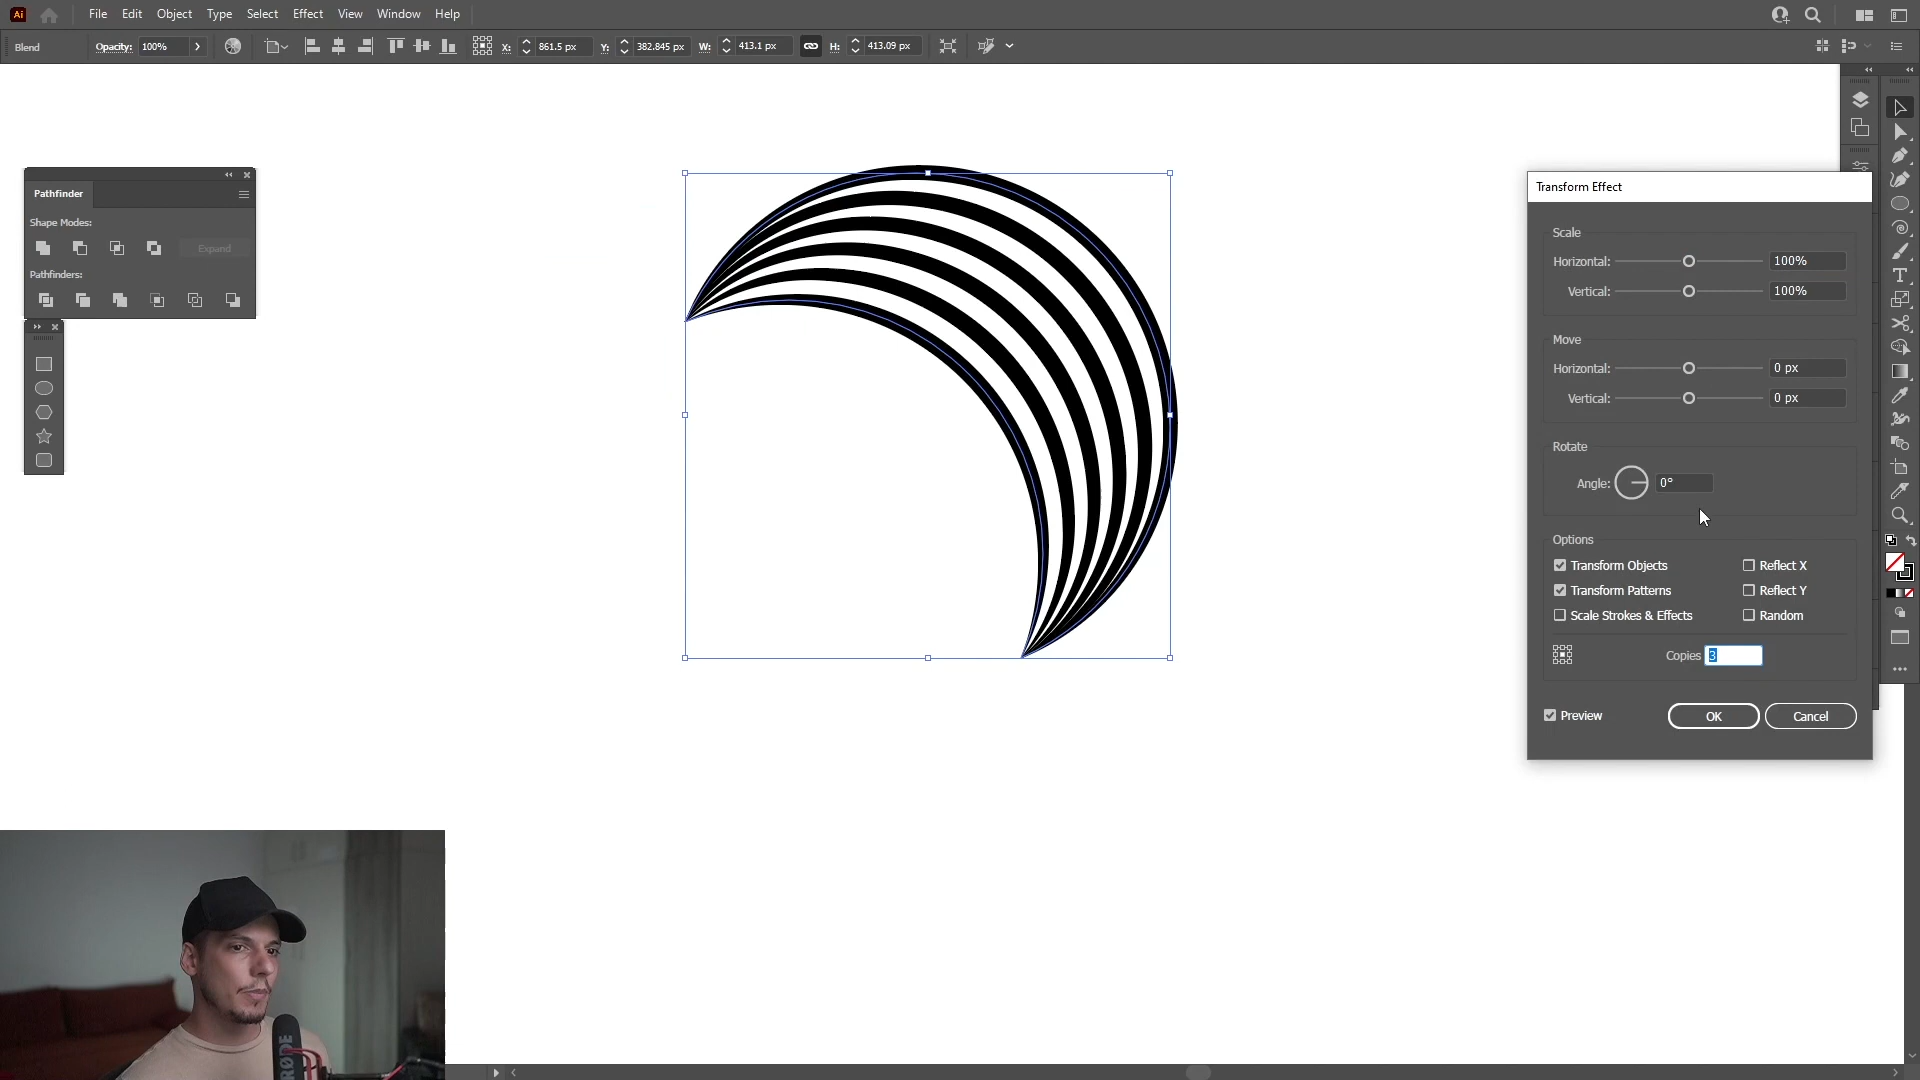 Ai
File Edit Object Type Select Effect View Window Help
Blend Opacity: 100% X: 861.5 px Y: 382.845 px W: 413.1 px H: 413.09 px
Pathfinder
Shape Modes:
Expand
Pathfinders:
Transform Effect
Scale
Horizontal: 100%
Vertical: 100%
Move
Horizontal: 0 px
Vertical: 0 px
Rotate
Angle: 0°
Options
Transform Objects Reflect X
Transform Patterns Reflect Y
Scale Strokes & Effects Random
Copies 3
Preview OK Cancel
RØDE